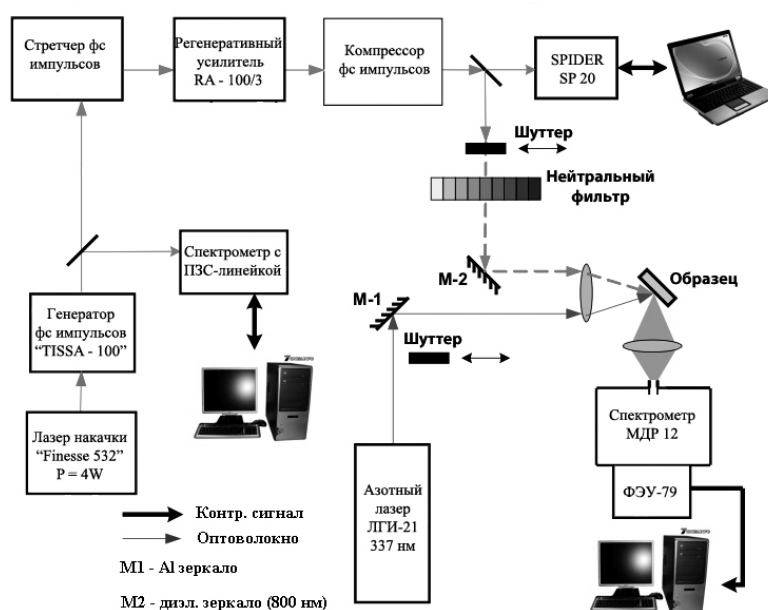 Стретчер фс
импульсов
Регенеративный
усилитель
RA - 100/3
Компрессор
фс импульсов
SPIDER
SP 20
Шуттер
Нейтральный
фильтр
Спектрометр с
ПЗС-линейкой
М-2
Образец
М-1
Генератор
фс импульсов
“TISSA - 100”
Шуттер
Лазер накачки
“Finesse 532”
P = 4W
Спектрометр
МДР 12
Азотный
лазер
ЛГИ-21
337 нм
ФЭУ-79
Контр. сигнал
Оптоволокно
М1 - Al зеркало
М2 - диэл. зеркало (800 нм)